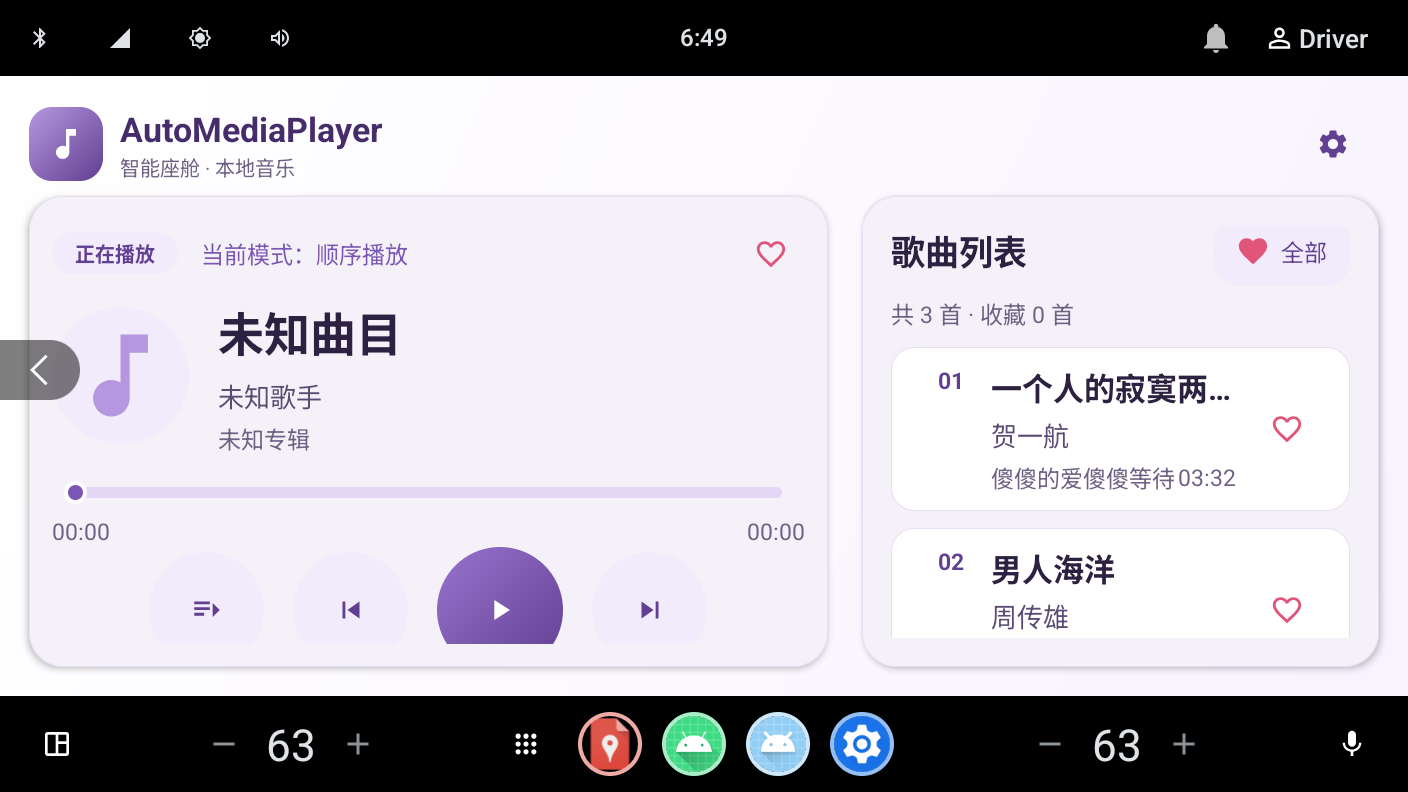 6:49
Driver
AutoMediaPlayer
智能座舱 · 本地音乐
正在播放
当前模式：顺序播放
未知曲目
未知歌手
未知专辑
00:00
00:00
歌曲列表
全部
共 3 首 · 收藏 0 首
01
一个人的寂寞两...
贺一航
傻傻的爱傻傻等待 03:32
02
男人海洋
周传雄
63
63